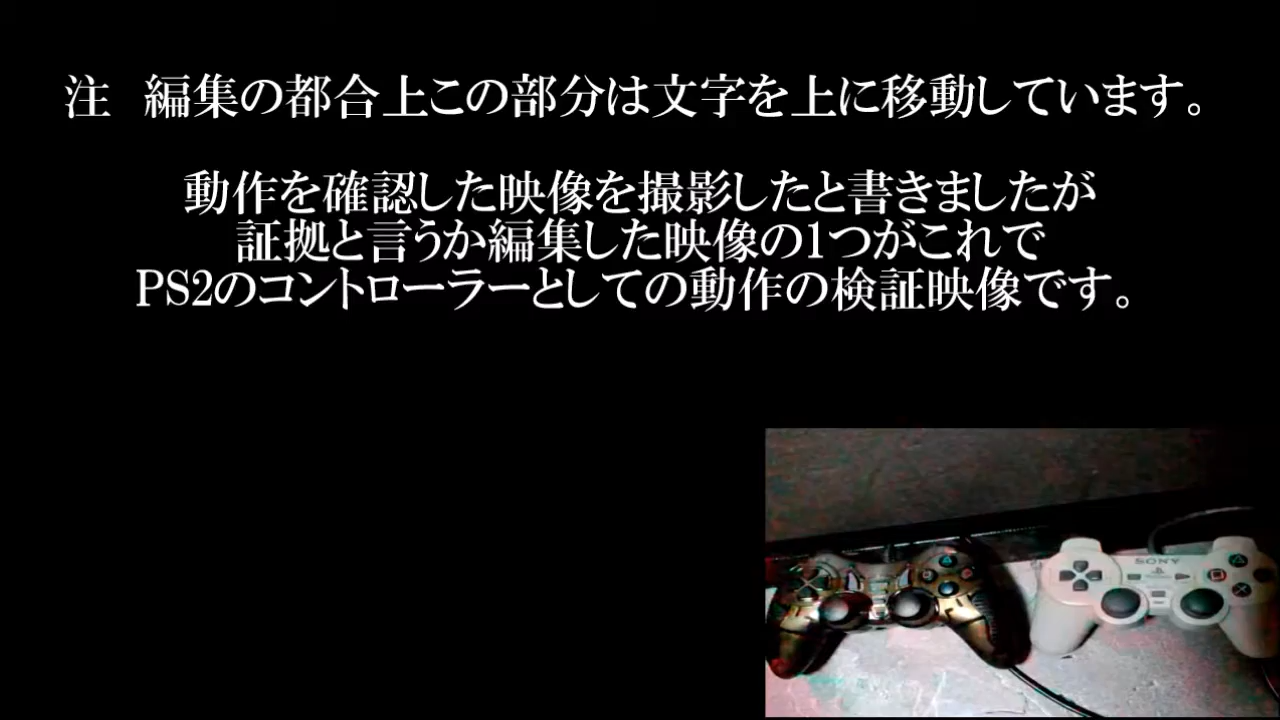 注　編集の都合上この部分は文字を上に移動しています。
動作を確認した映像を撮影したと書きましたが
証拠と言うか編集した映像の1つがこれで
PS2のコントローラーとしての動作の検証映像です。
SONY